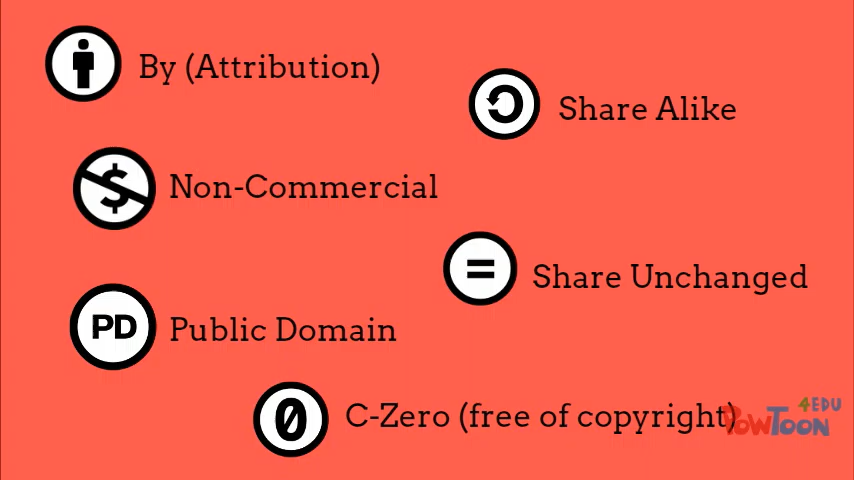 By (Attribution)
Share Alike
$
Non-Commercial
=
Share Unchanged
PD
Public Domain
0
C-Zero (free of copyright)
4EDU
PowToon